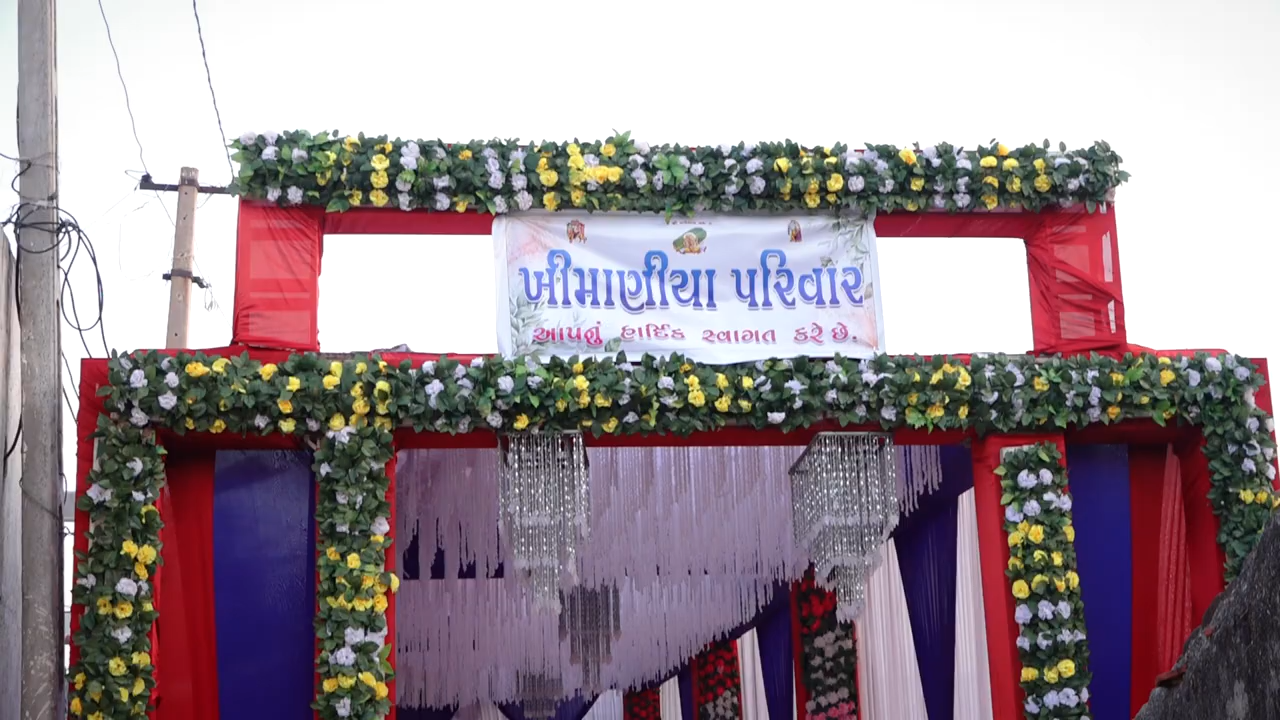 ખીમાણીયા પરિવાર
આપનું હાર્દિક સ્વાગત કરે છે.